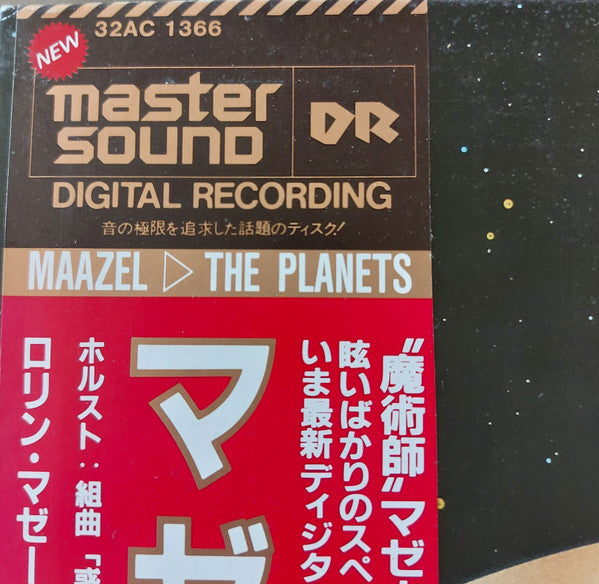 NEW
32AC 1366
master
sound
DR
DIGITAL RECORDING
音の極限を追求した話題のディスク!
MAAZEL ▷ THE PLANETS
"魔術師"マゼ
眩いばかりのスペ
いま最新ディジタ
マゼ
ホルスト:組曲「惑
ロリン・マゼー